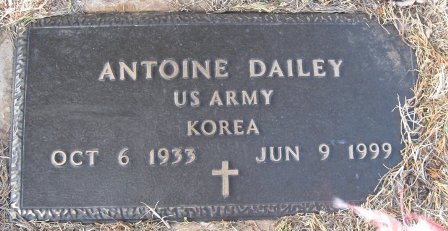 ANTOINE DAILEY
US ARMY
KOREA
OCT 6 1933 JUN 9 1999